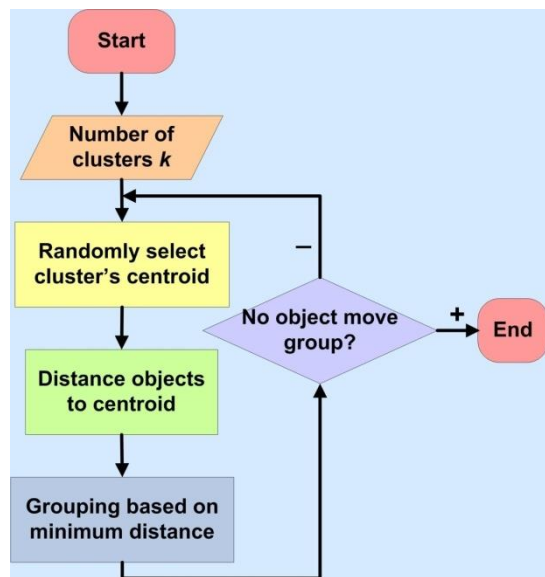 Start
Number of
clusters k
Randomly select
cluster's centroid
Distance objects
to centroid
Grouping based on
minimum distance
–
No object move
group?
+
End